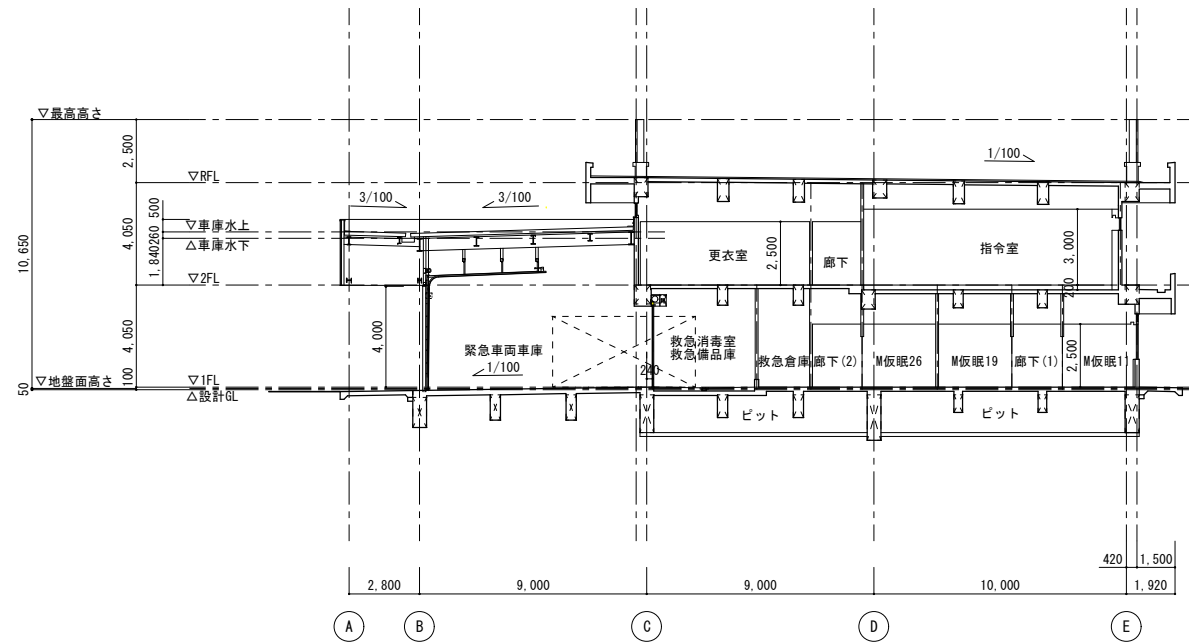 ▽最高高さ
2,500
1/100
▽RFL
3/100
3/100
500
▽車庫水上
260
△車庫水下
1,840
4,050
10,650
更衣室
2,500
廊下
指令室
3,000
200
▽2FL
4,050
4,000
緊急車両車庫
1/100
救急消毒室
救急備品庫
240
救急倉庫
廊下(2)
M仮眠26
M仮眠19
廊下(1)
2,500
M仮眠11
100
50
▽地盤面高さ
▽1FL
△設計GL
ピット
ピット
420
1,500
2,800
9,000
9,000
10,000
1,920
A
B
C
D
E